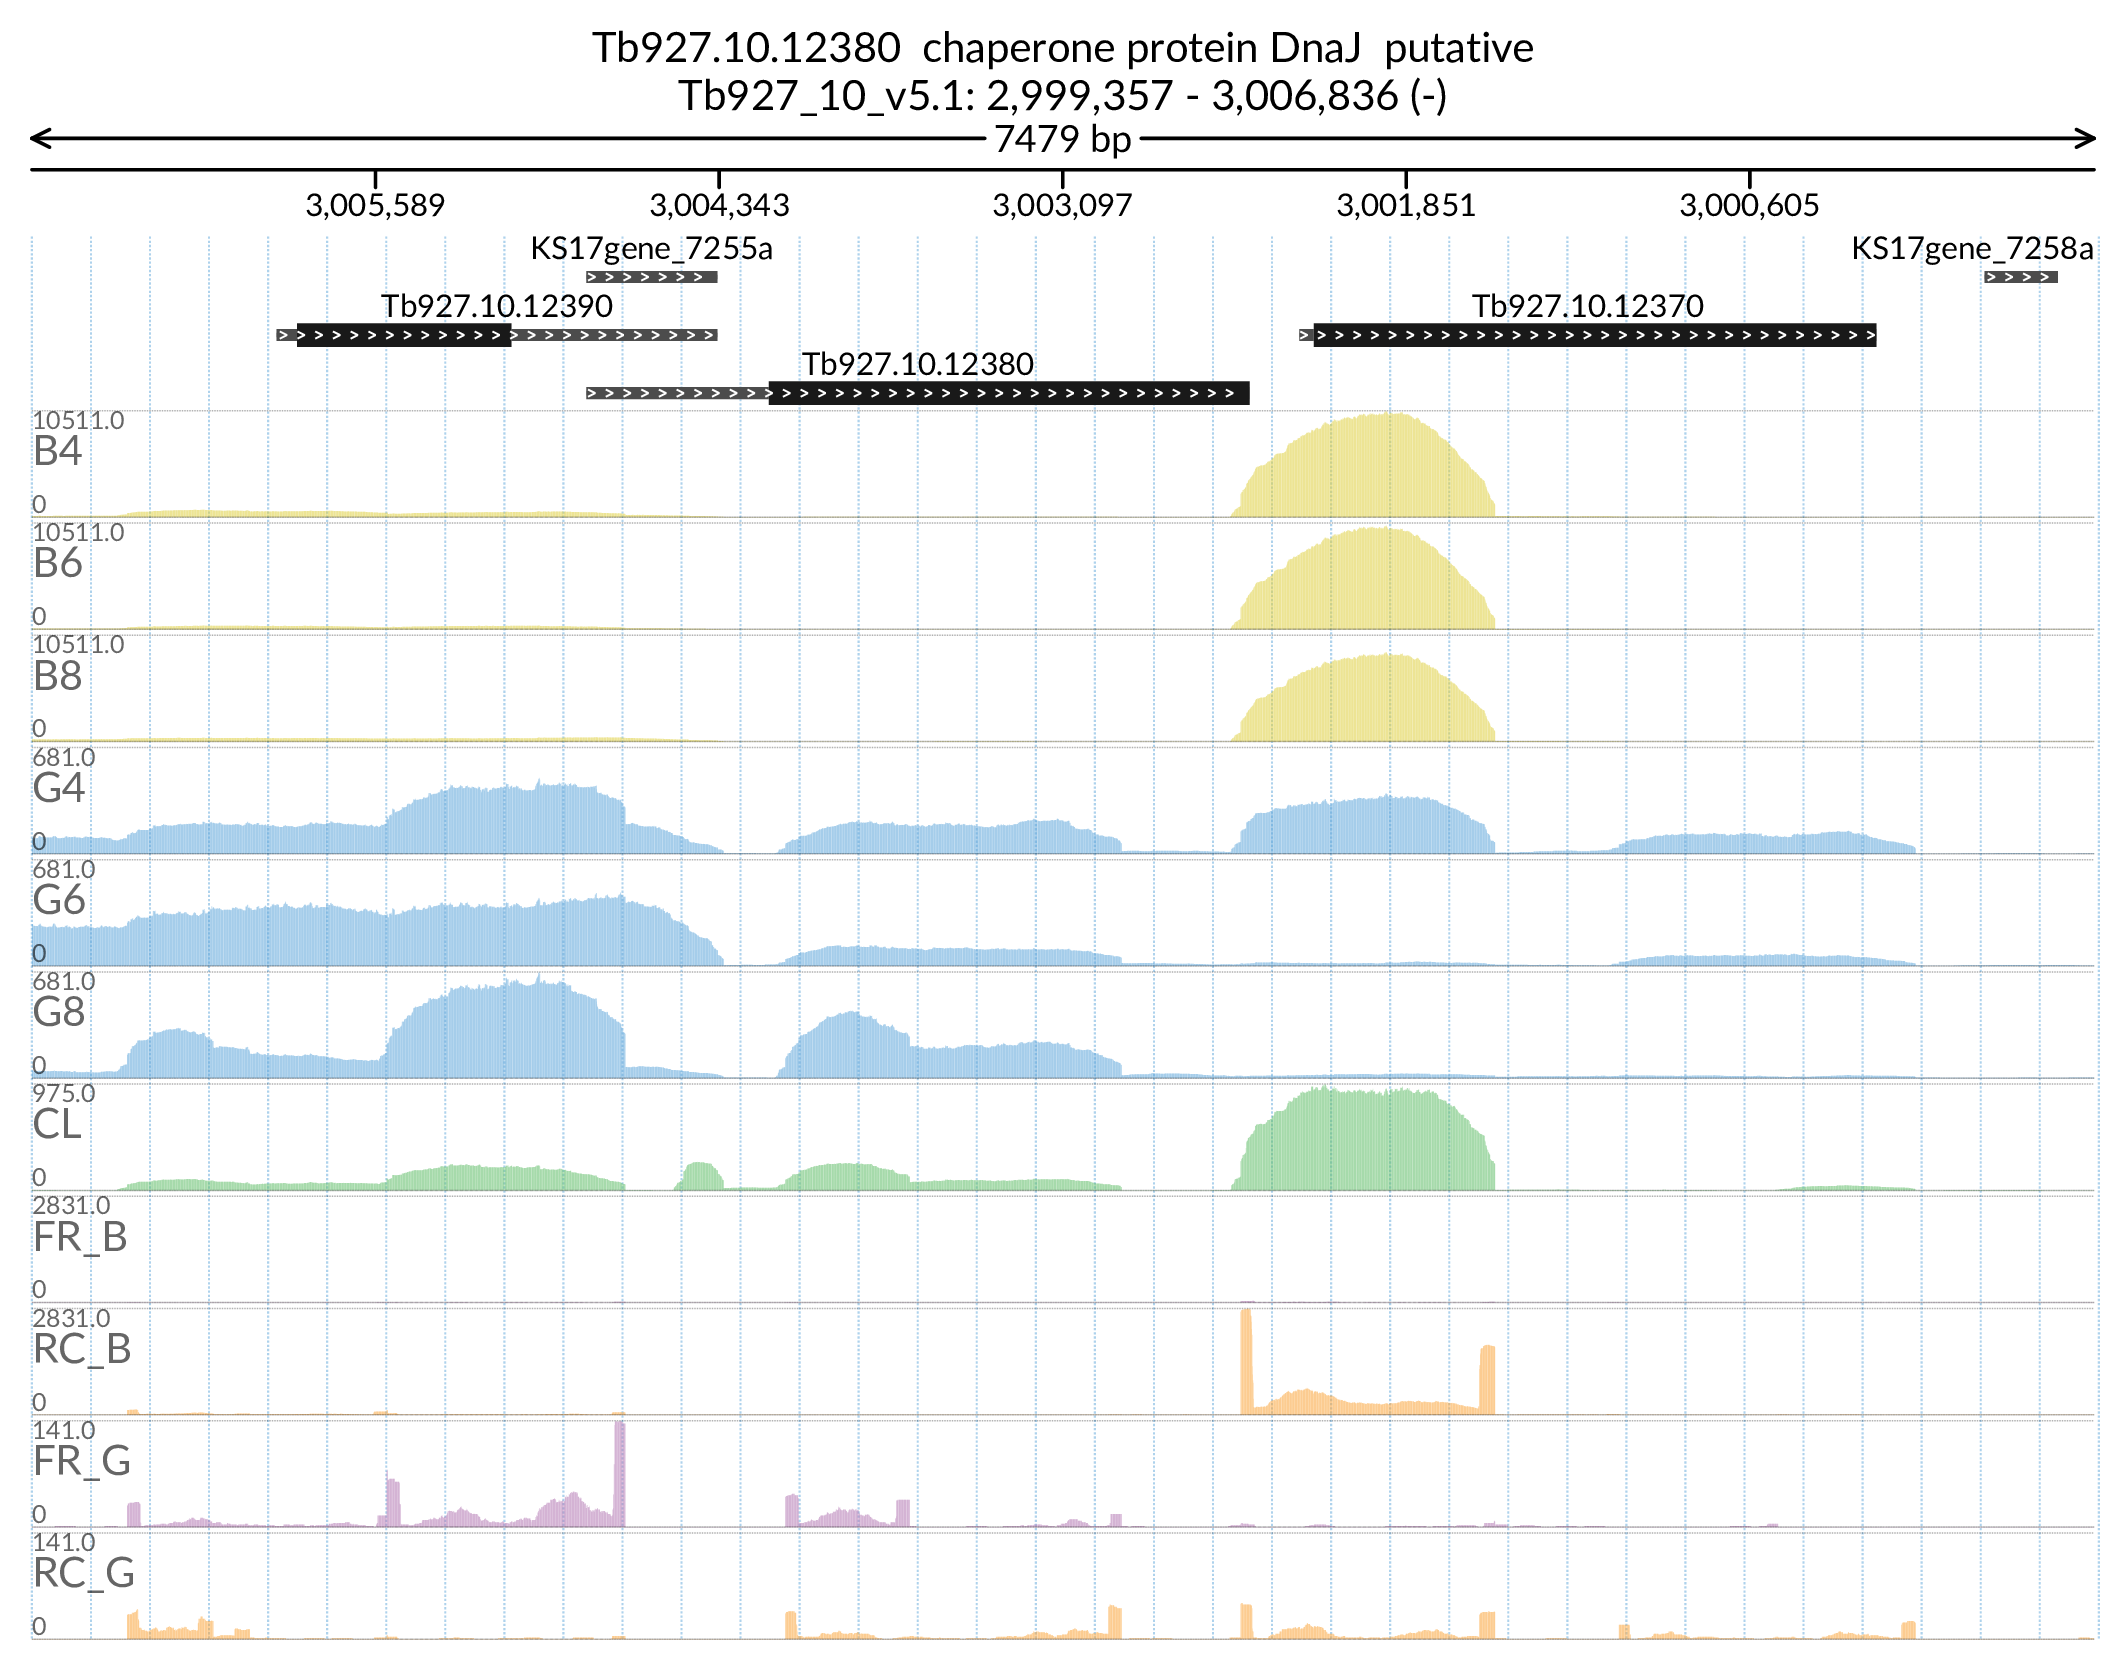 Tb927.10.12380  chaperone protein DnaJ  putative
Tb927_10_v5.1: 2,999,357 - 3,006,836 (-)
7479 bp
3,005,589 3,004,343 3,003,097 3,001,851 3,000,605
KS17gene_7255a KS17gene_7258a
Tb927.10.12390 Tb927.10.12370
Tb927.10.12380
10511.0
B4
0
10511.0
B6
0
10511.0
B8
0
681.0
G4
0
681.0
G6
0
681.0
G8
0
975.0
CL
0
2831.0
FR_B
0
2831.0
RC_B
0
141.0
FR_G
0
141.0
RC_G
0